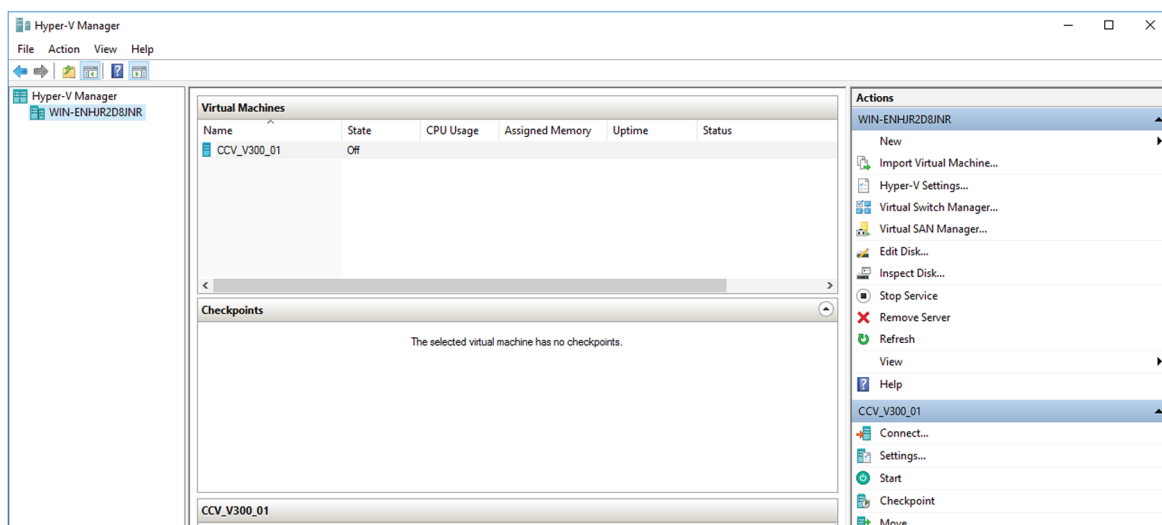 Hyper-V Manager
File Action View Help
Hyper-V Manager
WIN-ENHJR2D8JNR
Virtual Machines
Name State CPU Usage Assigned Memory Uptime Status
CCV_V300_01 Off
Checkpoints
The selected virtual machine has no checkpoints.
CCV_V300_01
Actions
WIN-ENHJR2D8JNR
New
Import Virtual Machine...
Hyper-V Settings...
Virtual Switch Manager...
Virtual SAN Manager...
Edit Disk...
Inspect Disk...
Stop Service
Remove Server
Refresh
View
Help
CCV_V300_01
Connect...
Settings...
Start
Checkpoint
Move